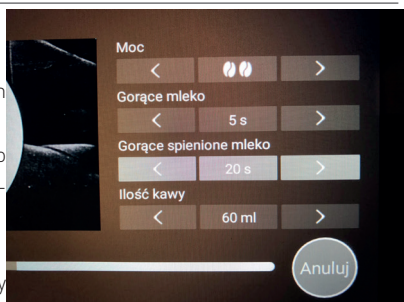 Moc
Gorące mleko
5 s
Gorące spienione mleko
20 s
Ilość kawy
60 ml
Anuluj